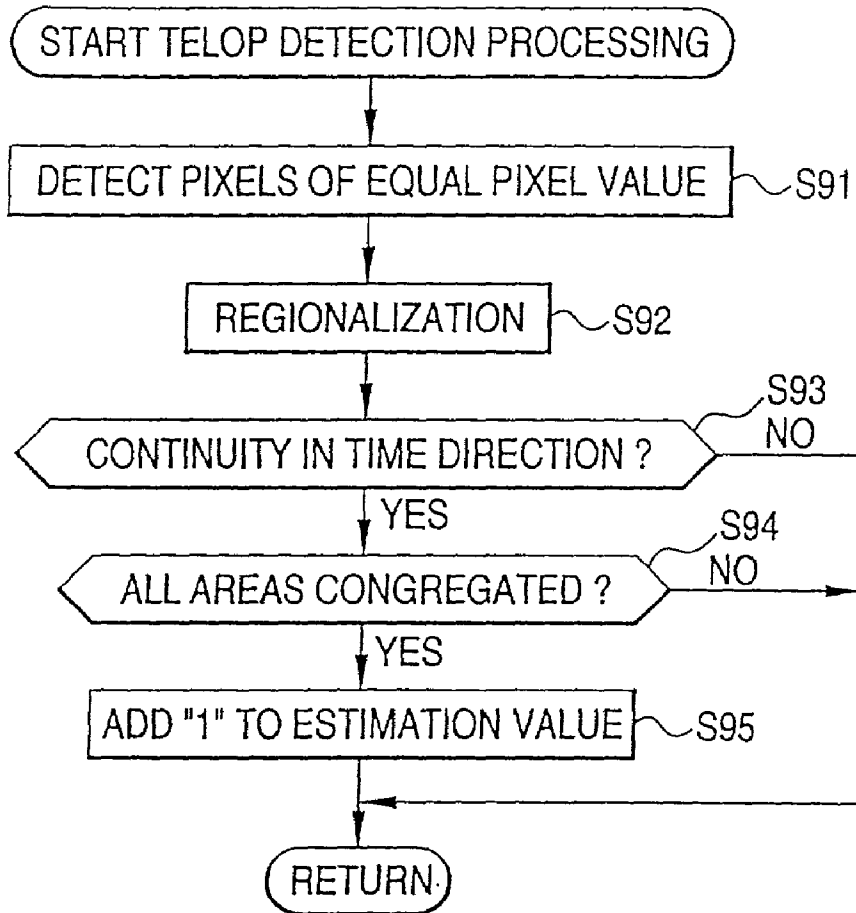 START TELOP DETECTION PROCESSING
DETECT PIXELS OF EQUAL PIXEL VALUE
S91
REGIONALIZATION
S92
S93
CONTINUITY IN TIME DIRECTION ?
NO
YES
S94
ALL AREAS CONGREGATED ?
NO
YES
ADD "1" TO ESTIMATION VALUE
S95
RETURN